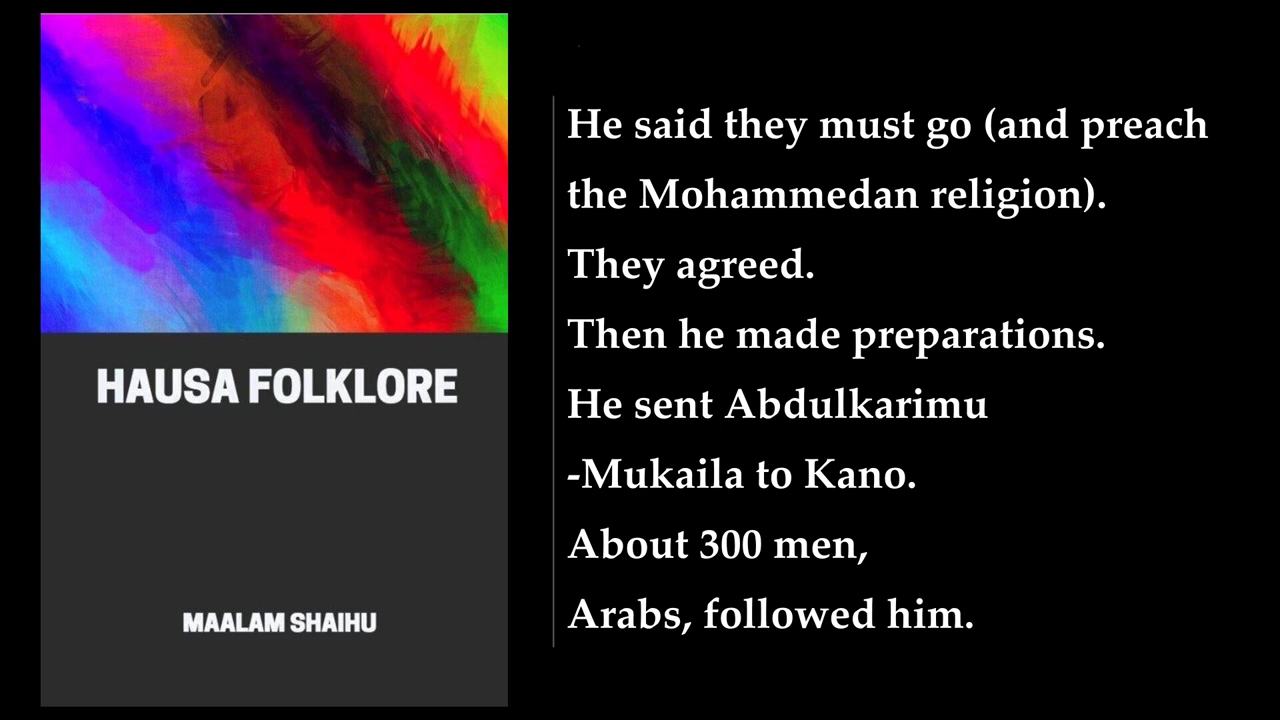 HAUSA FOLKLORE
MAALAM SHAIHU
He said they must go (and preach
the Mohammedan religion).
They agreed.
Then he made preparations.
He sent Abdulkarimu
-Mukaila to Kano.
About 300 men,
Arabs, followed him.